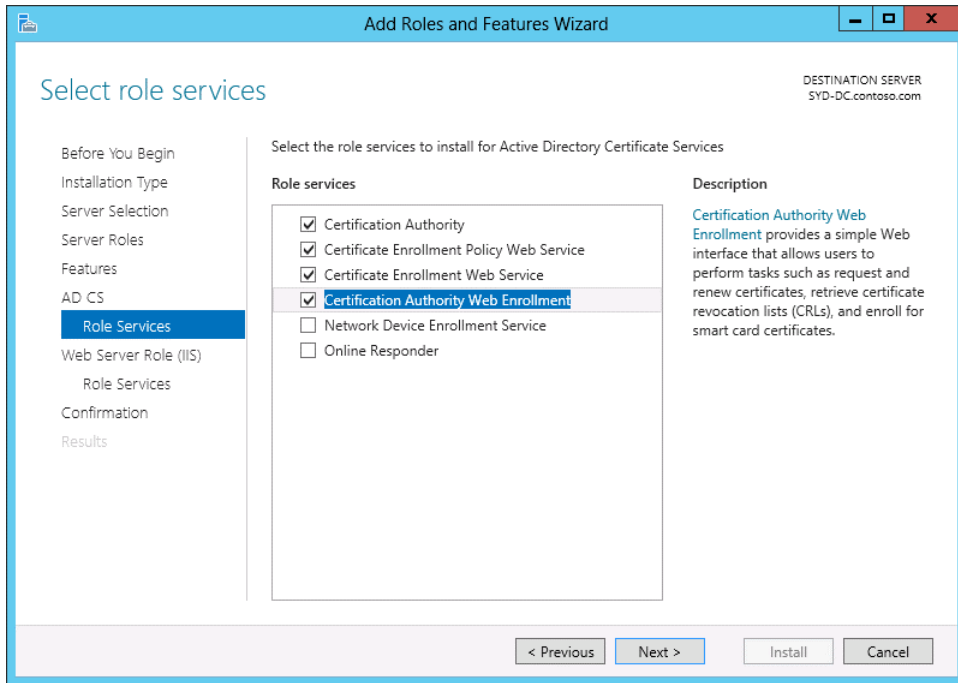 Add Roles and Features Wizard
Select role services
DESTINATION SERVER
SYD-DC.contoso.com
Before You Begin
Installation Type
Server Selection
Server Roles
Features
AD CS
Role Services
Web Server Role (IIS)
Role Services
Confirmation
Results
Select the role services to install for Active Directory Certificate Services
Role services
Certification Authority
Certificate Enrollment Policy Web Service
Certificate Enrollment Web Service
Certification Authority Web Enrollment
Network Device Enrollment Service
Online Responder
Description
Certification Authority Web
Enrollment provides a simple Web
interface that allows users to
perform tasks such as request and
renew certificates, retrieve certificate
revocation lists (CRLs), and enroll for
smart card certificates.
< Previous
Next >
Install
Cancel